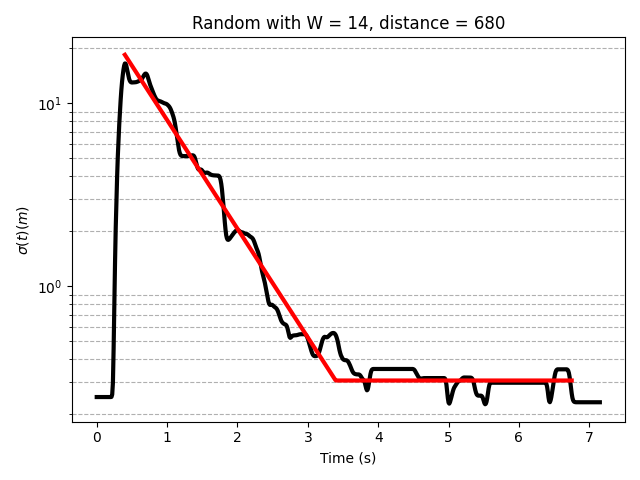 Random with W = 14, distance = 680
σ(t)(m)
10¹
10⁰
0 1 2 3 4 5 6 7
Time (s)